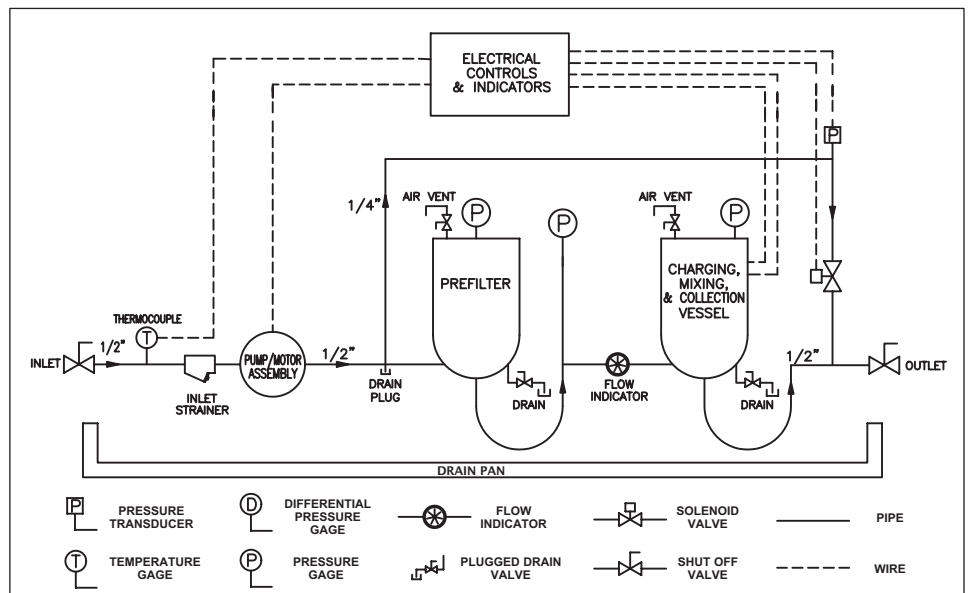 ELECTRICAL
CONTROLS
& INDICATORS
P
1/4"
AIR VENT
P
P
AIR VENT
P
PREFILTER
CHARGING,
MIXING,
& COLLECTION
VESSEL
THERMOCOUPLE
T
INLET
1/2"
INLET
STRAINER
PUMP/MOTOR
ASSEMBLY
1/2"
DRAIN
PLUG
DRAIN
FLOW
INDICATOR
DRAIN
1/2"
OUTLET
DRAIN PAN
P
PRESSURE
TRANSDUCER
D
DIFFERENTIAL
PRESSURE
GAGE
FLOW
INDICATOR
SOLENOID
VALVE
PIPE
T
TEMPERATURE
GAGE
P
PRESSURE
GAGE
PLUGGED DRAIN
VALVE
SHUT OFF
VALVE
WIRE